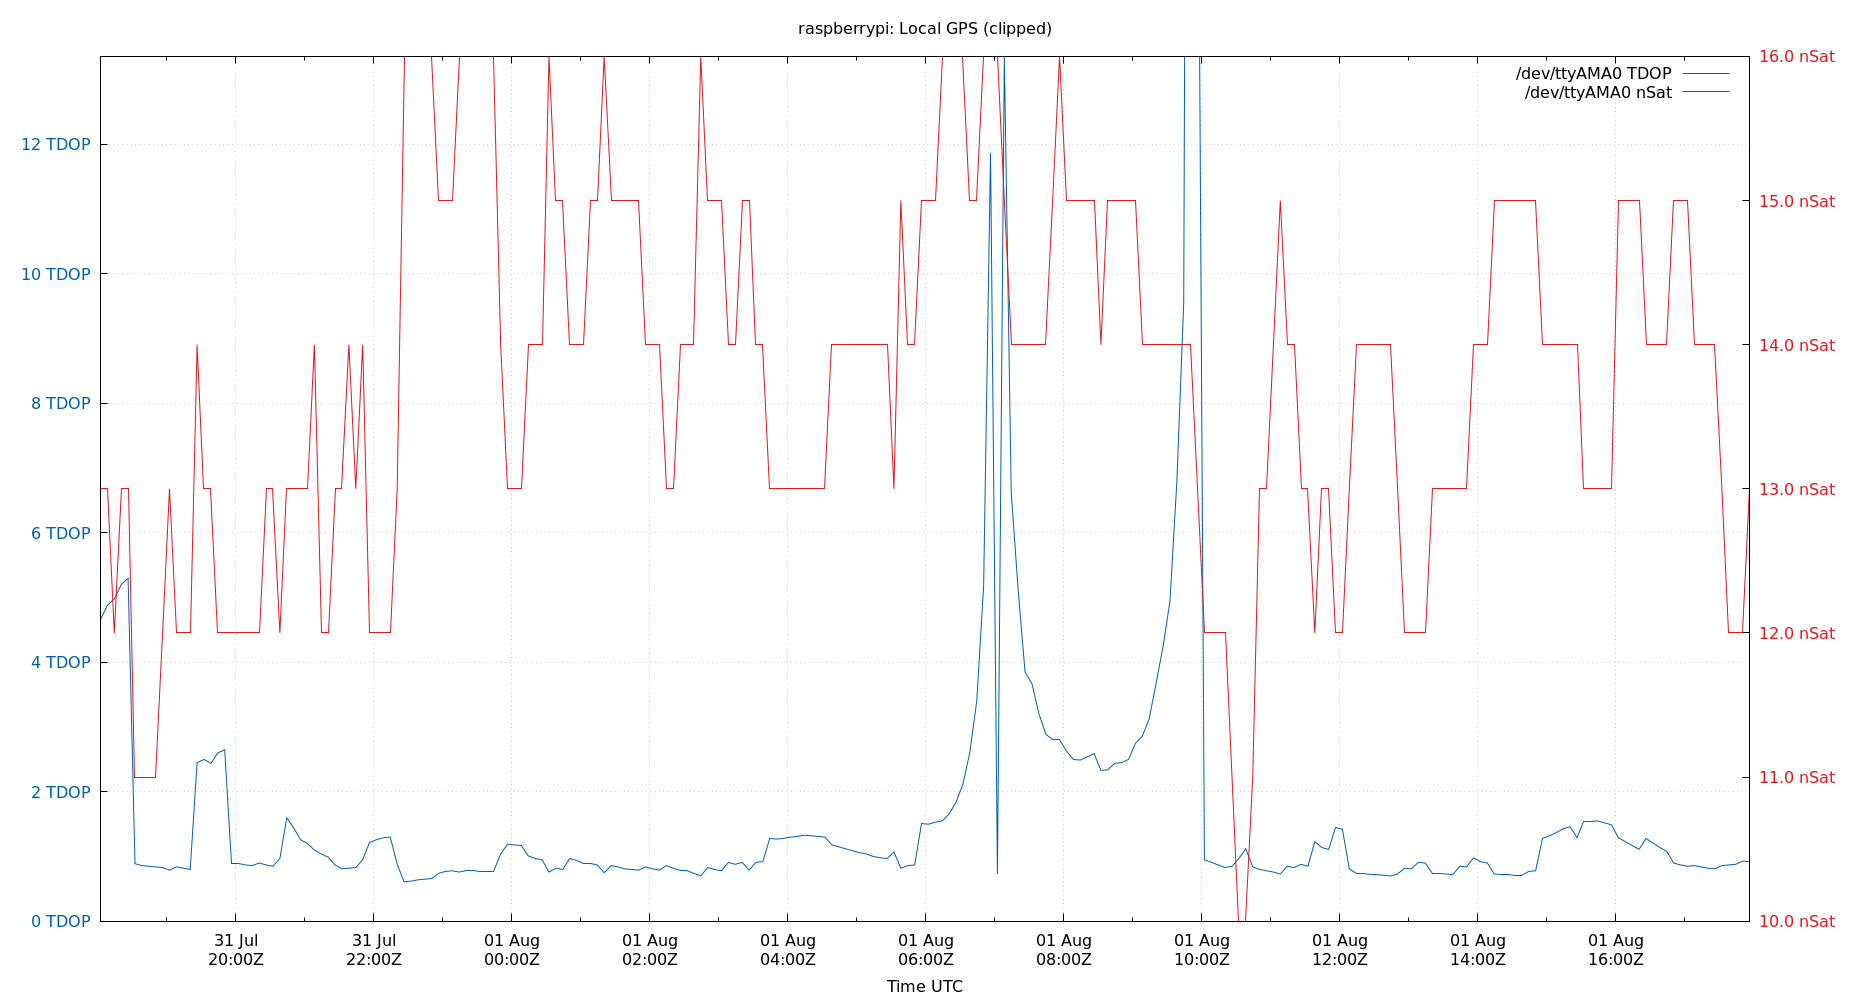 raspberrypi: Local GPS (clipped)
/dev/ttyAMA0 TDOP
/dev/ttyAMA0 nSat
12 TDOP
10 TDOP
8 TDOP
6 TDOP
4 TDOP
2 TDOP
0 TDOP
16.0 nSat
15.0 nSat
14.0 nSat
13.0 nSat
12.0 nSat
11.0 nSat
10.0 nSat
31 Jul 31 Jul 01 Aug 01 Aug 01 Aug 01 Aug 01 Aug 01 Aug 01 Aug 01 Aug 01 Aug
20:00Z 22:00Z 00:00Z 02:00Z 04:00Z 06:00Z 08:00Z 10:00Z 12:00Z 14:00Z 16:00Z
Time UTC